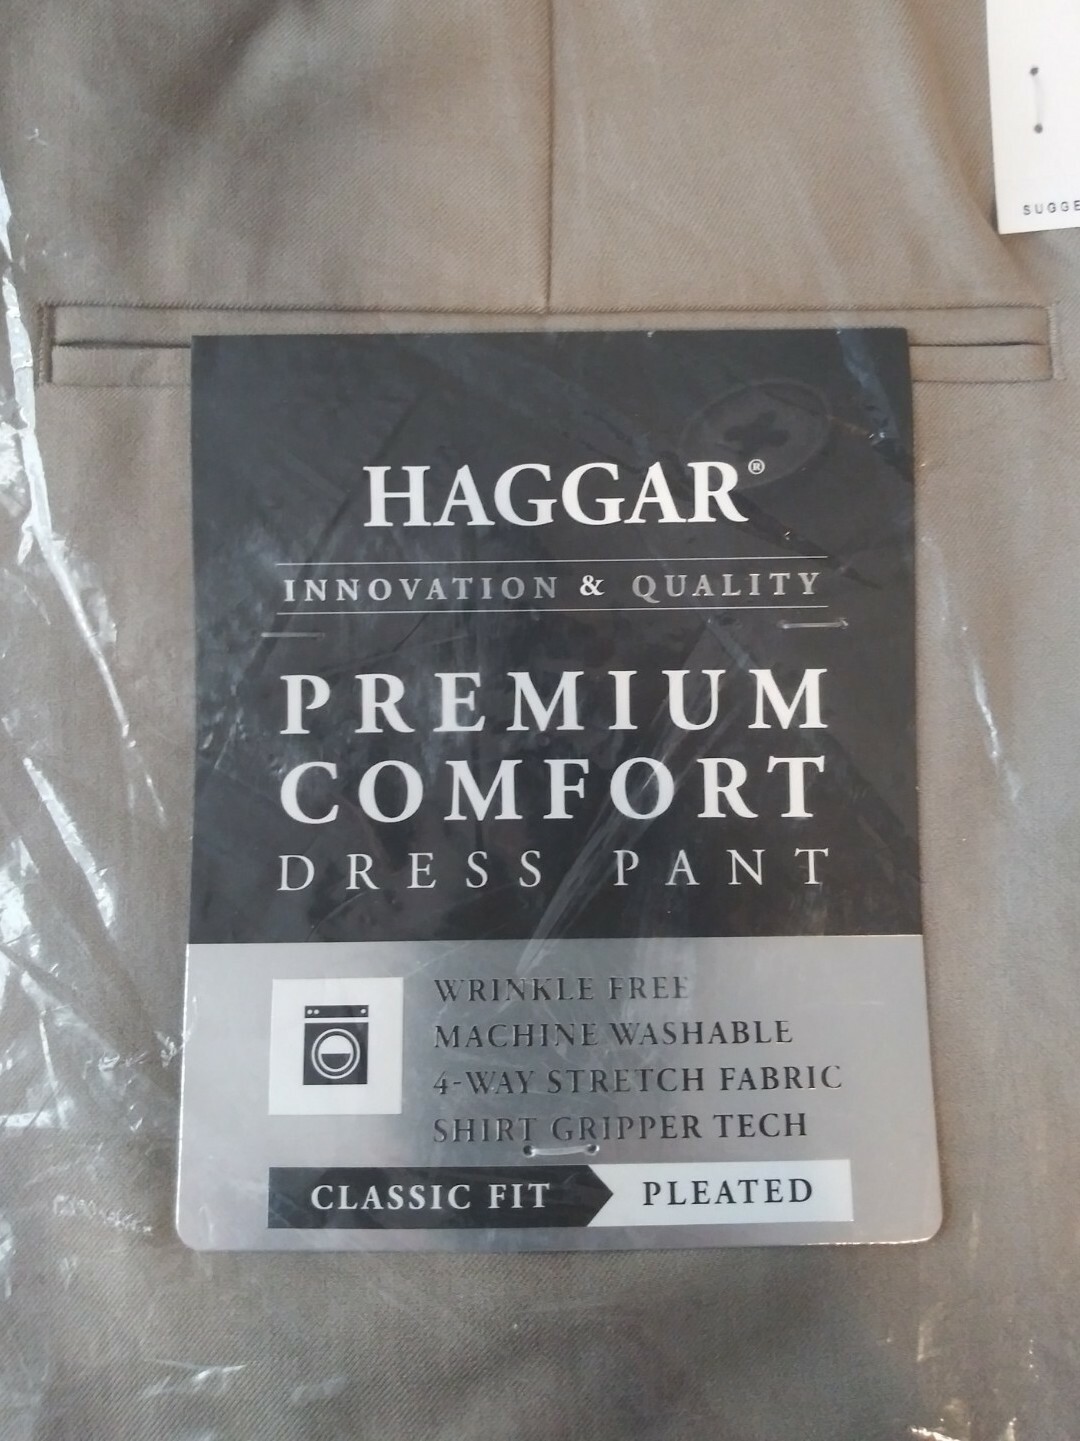 SUGGE
HAGGAR®
INNOVATION & QUALITY
PREMIUM
COMFORT
DRESS PANT
WRINKLE FREE
MACHINE WASHABLE
4-WAY STRETCH FABRIC
SHIRT GRIPPER TECH
CLASSIC FIT PLEATED